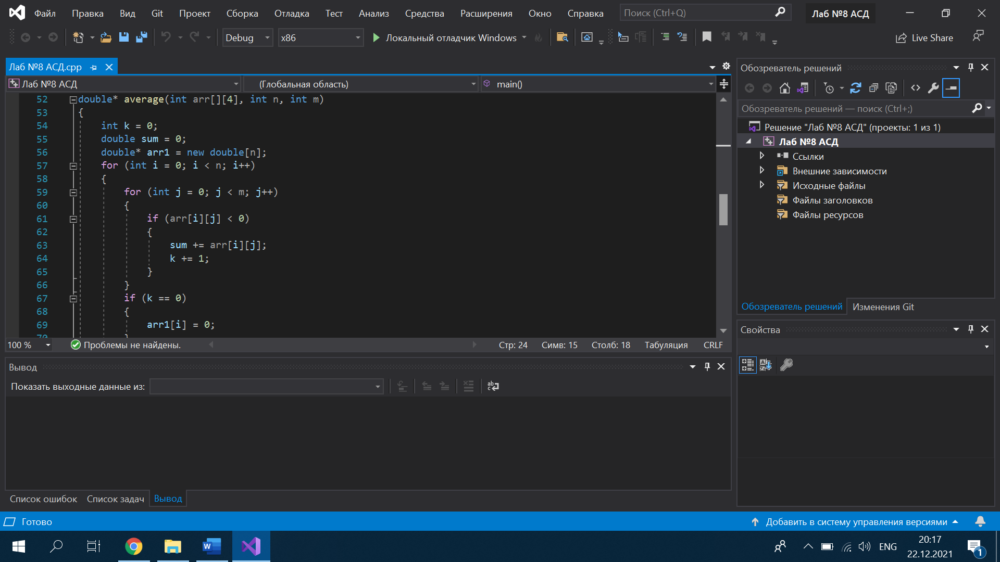 Файл Правка Вид Git Проект Сборка Отладка Тест Анализ Средства Расширения Окно Справка Поиск (Ctrl+Q) Лаб №8 АСД
Debug x86 Локальный отладчик Windows Live Share
Лаб №8 АСД.cpp
Лаб №8 АСД (Глобальная область) main()
52 double* average(int arr[][4], int n, int m)
53 {
54 int k = 0;
55 double sum = 0;
56 double* arr1 = new double[n];
57 for (int i = 0; i < n; i++)
58 {
59 for (int j = 0; j < m; j++)
60 {
61 if (arr[i][j] < 0)
62 {
63 sum += arr[i][j];
64 k += 1;
65 }
66 }
67 if (k == 0)
68 {
69 arr1[i] = 0;
70 }
100 % Проблемы не найдены. Стр: 24 Симв: 15 Столб: 18 Табуляция CRLF
Вывод
Показать выходные данные из:
Список ошибок Список задач Вывод
Обозреватель решений
Обозреватель решений — поиск (Ctrl+;)
Решение "Лаб №8 АСД" (проекты: 1 из 1)
Лаб №8 АСД
Ссылки
Внешние зависимости
Исходные файлы
Файлы заголовков
Файлы ресурсов
Обозреватель решений Изменения Git
Свойства
Готово Добавить в систему управления версиями
ENG 20:17
22.12.2021
1